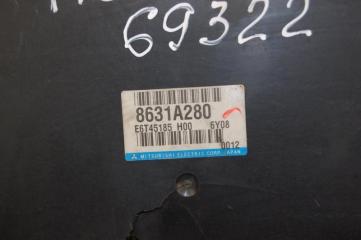 69322
8631A280
E6T45185 H00 6Y08
0012
MITSUBISHI ELECTRIC CORP. JAPAN